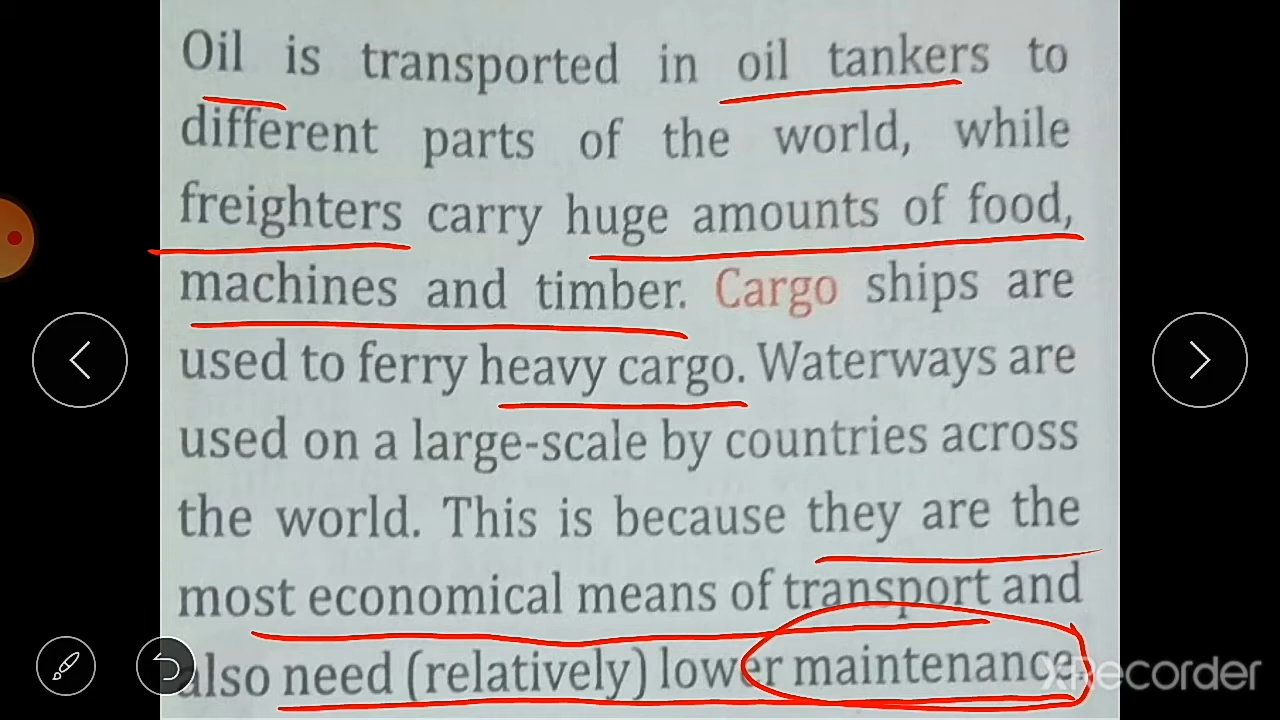 Oil is transported in oil tankers to
different parts of the world, while
freighters carry huge amounts of food,
machines and timber. Cargo ships are
used to ferry heavy cargo. Waterways are
used on a large-scale by countries across
the world. This is because they are the
most economical means of transport and
also need (relatively) lower maintenance
XRecorder